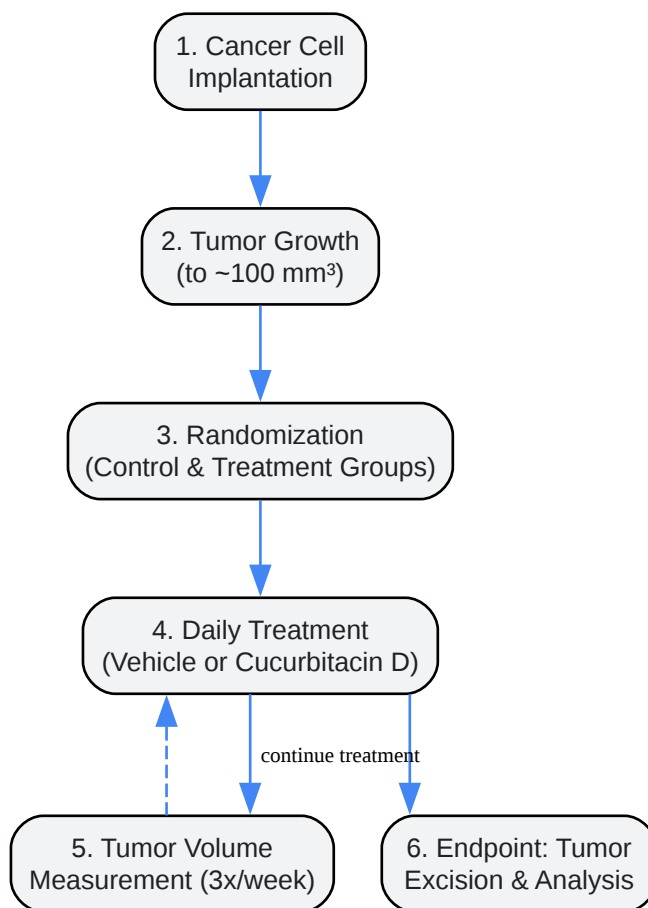 1. Cancer Cell
Implantation
2. Tumor Growth
(to ~100 mm³)
3. Randomization
(Control & Treatment Groups)
4. Daily Treatment
(Vehicle or Cucurbitacin D)
continue treatment
5. Tumor Volume
Measurement (3x/week)
6. Endpoint: Tumor
Excision & Analysis